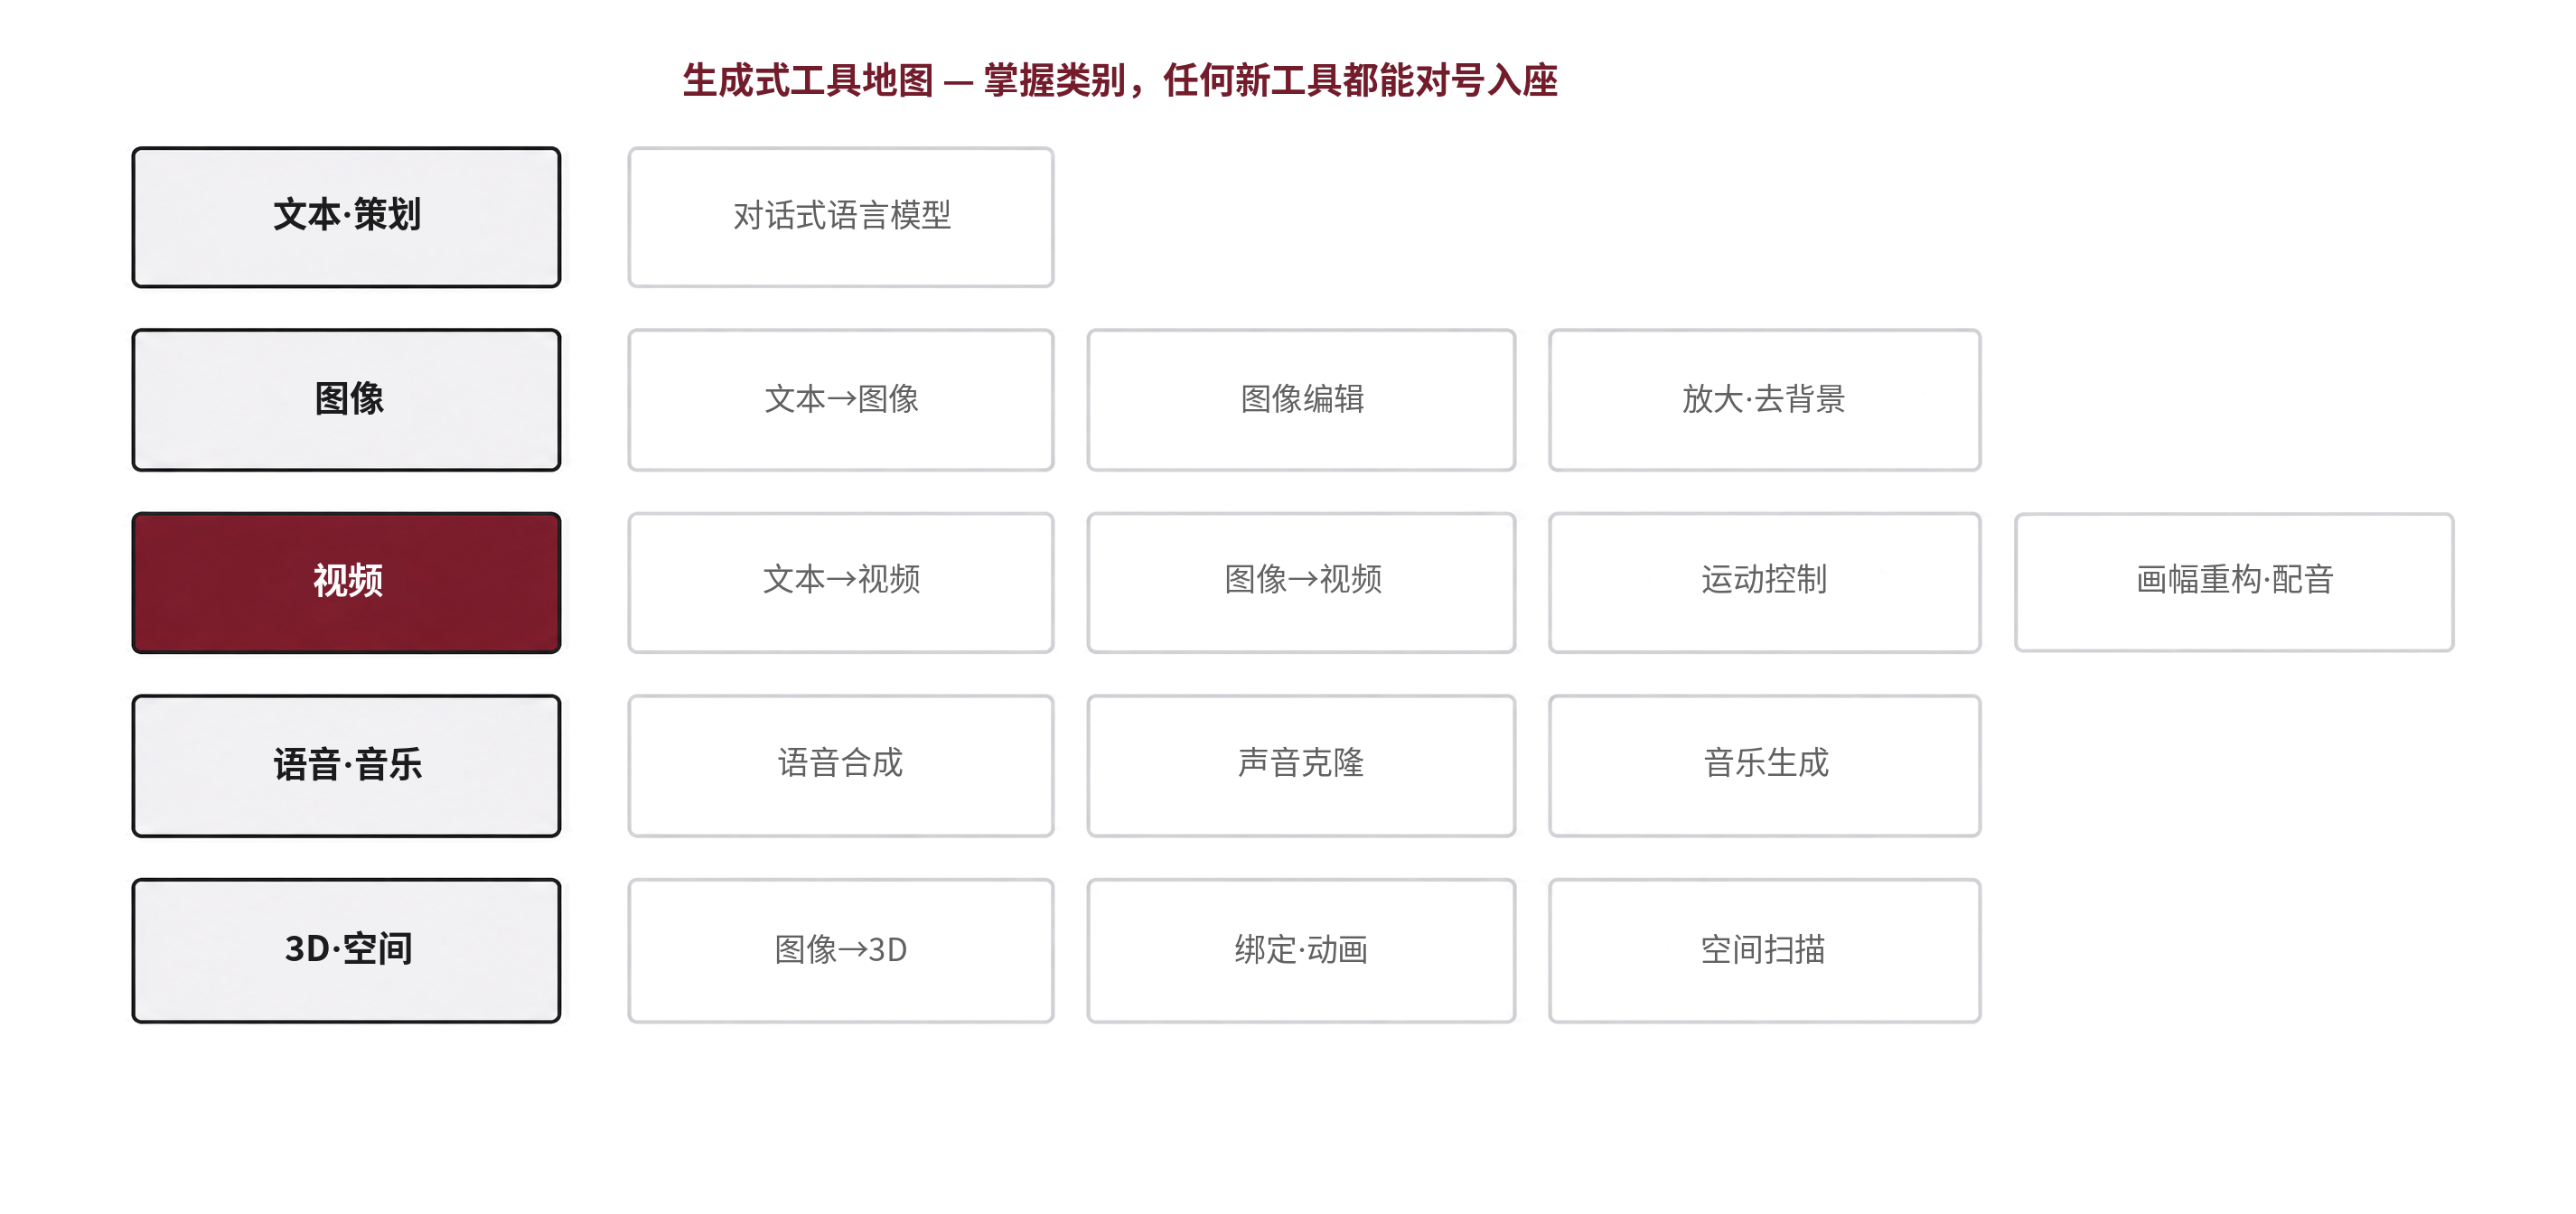 生成式工具地图 — 掌握类别，任何新工具都能对号入座
文本·策划
对话式语言模型
图像
文本→图像
图像编辑
放大·去背景
视频
文本→视频
图像→视频
运动控制
画幅重构·配音
语音·音乐
语音合成
声音克隆
音乐生成
3D·空间
图像→3D
绑定·动画
空间扫描